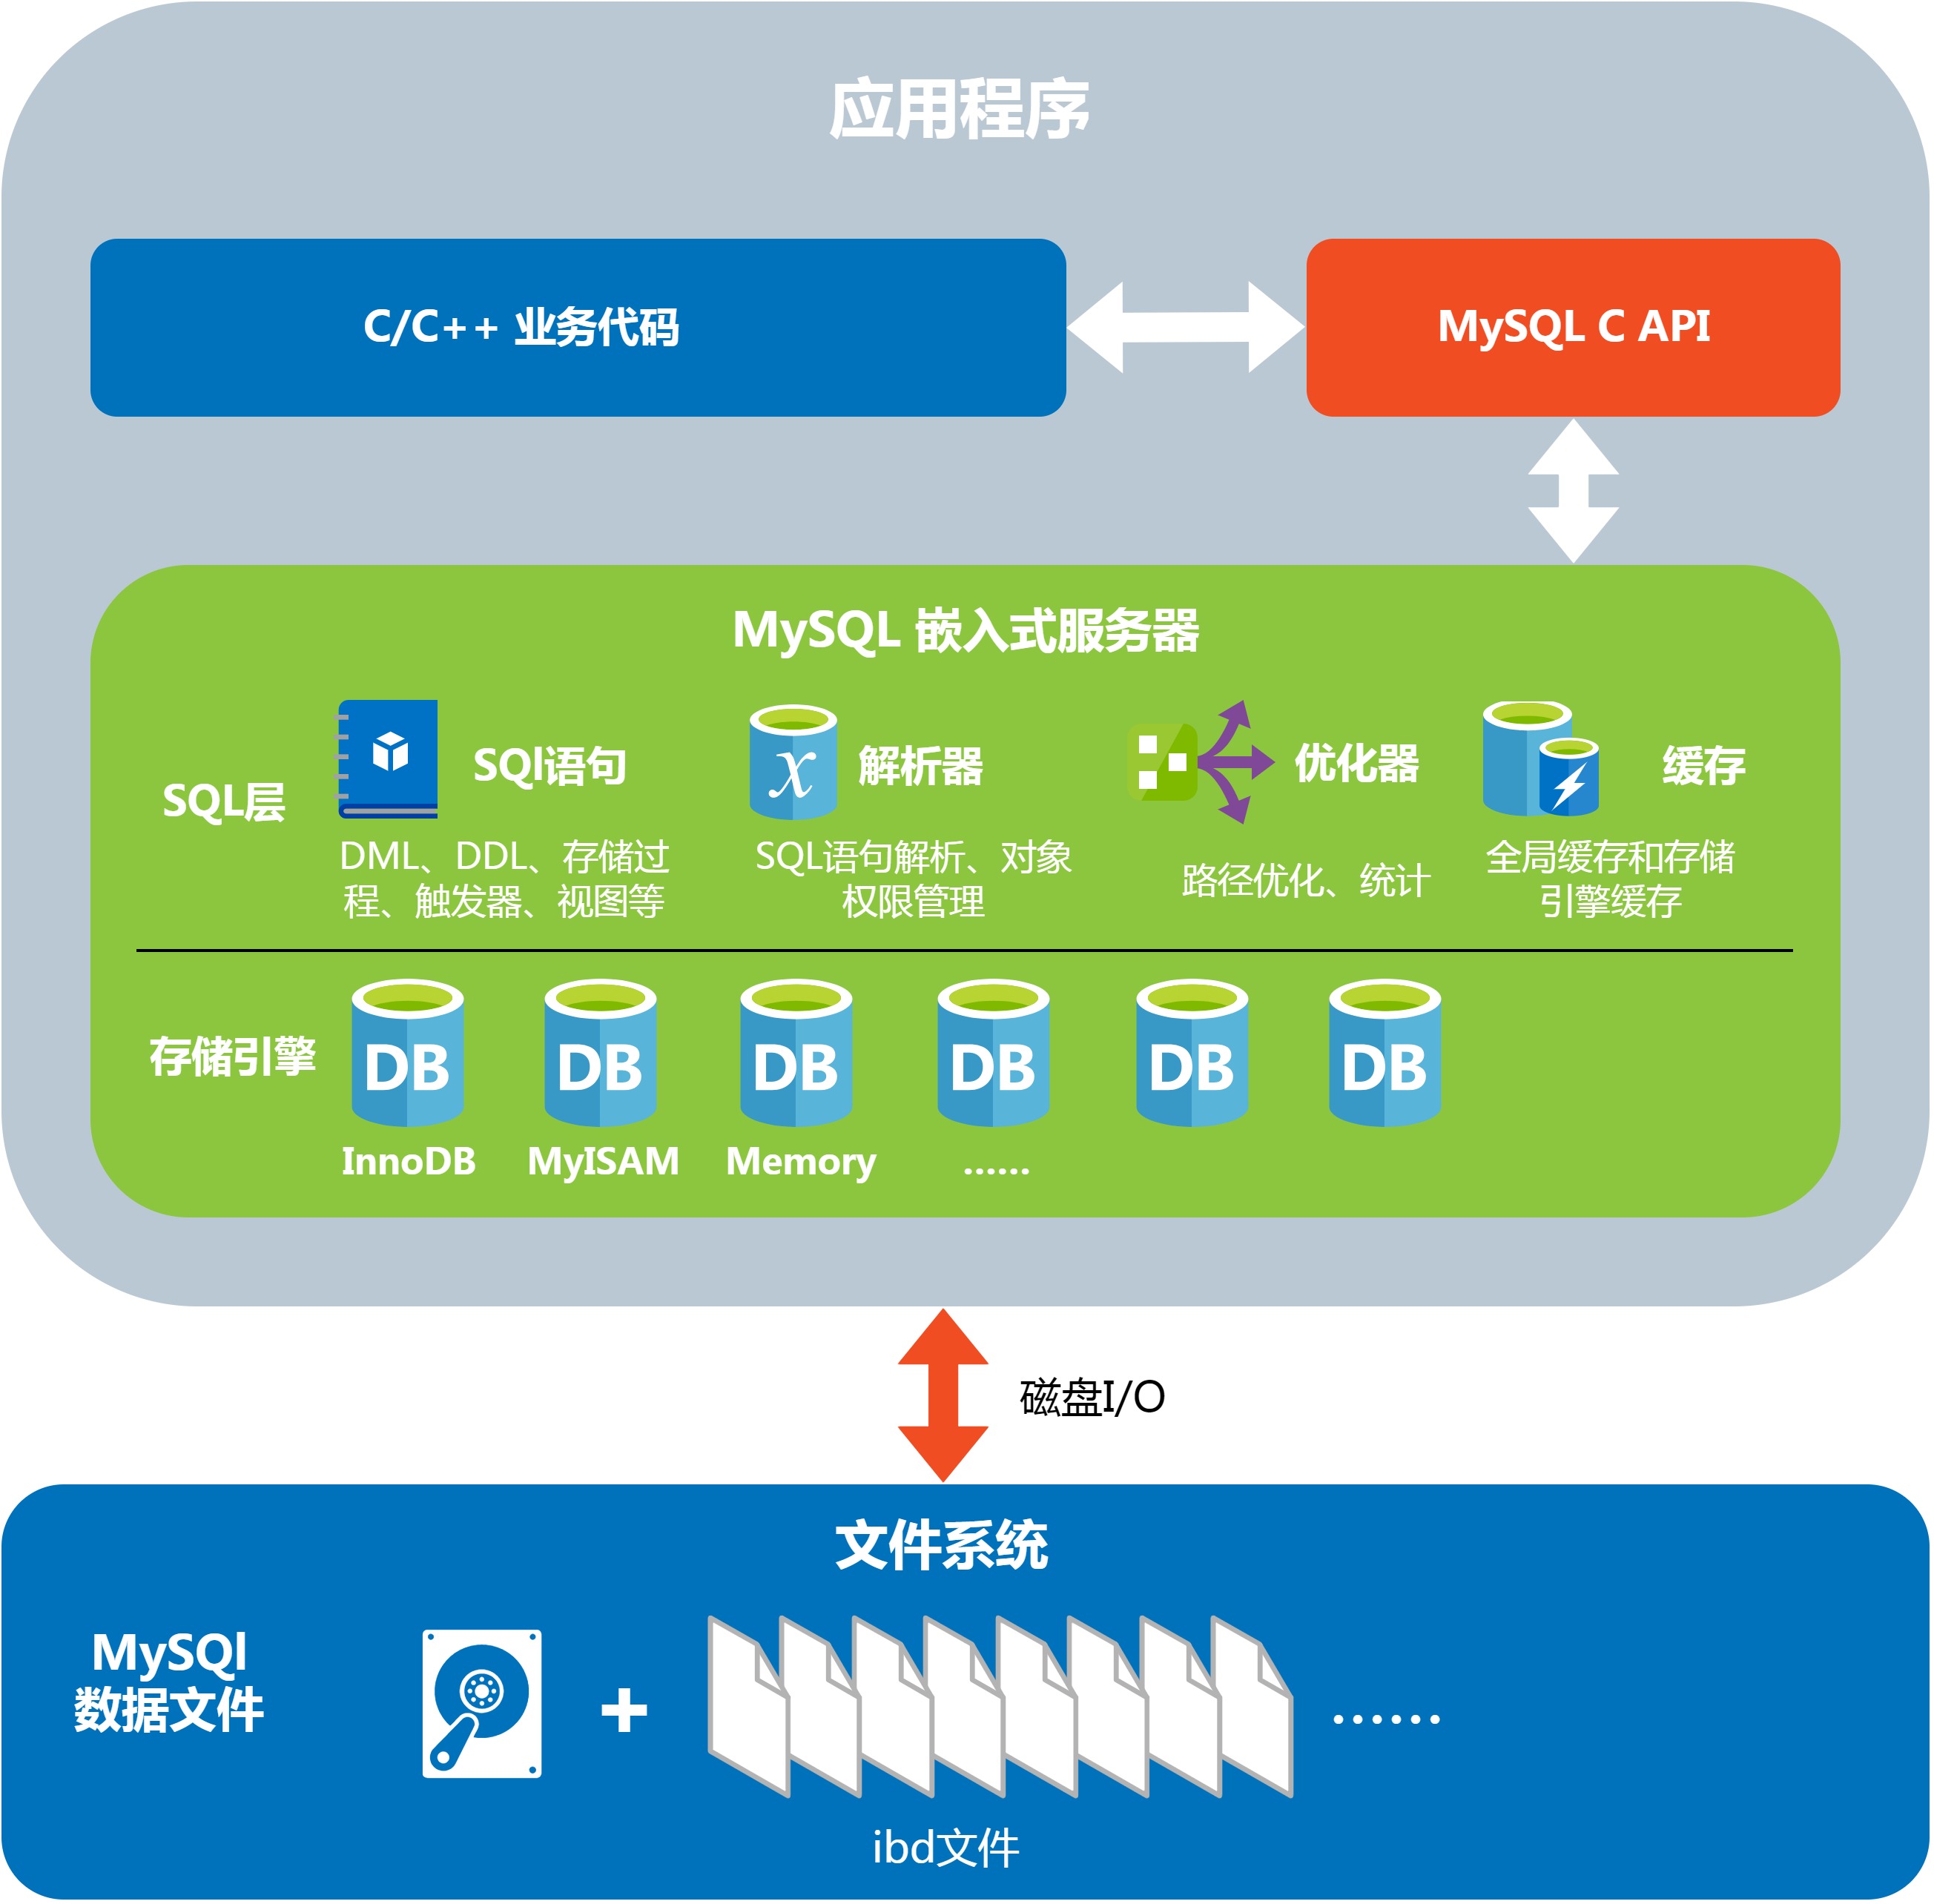 应用程序
C/C++ 业务代码
MySQL C API
MySQL 嵌入式服务器
SQL层
SQl语句
DML、DDL、存储过
程、触发器、视图等
x
解析器
SQL语句解析、对象
权限管理
优化器
路径优化、统计
缓存
全局缓存和存储
引擎缓存
存储引擎
DB
DB
DB
DB
DB
DB
InnoDB
MyISAM
Memory
......
磁盘I/O
文件系统
MySQl
数据文件
+
......
ibd文件